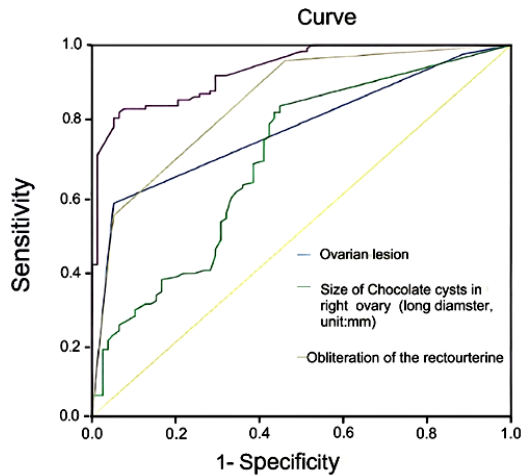 Curve
1.0
0.8
0.6
0.4
0.2
0.0
Sensitivity
Ovarian lesion
Size of Chocolate cysts in
right ovary (long diamster,
unit:mm)
Obliteration of the rectourterine
0.0
0.2
0.4
0.6
0.8
1.0
1- Specificity